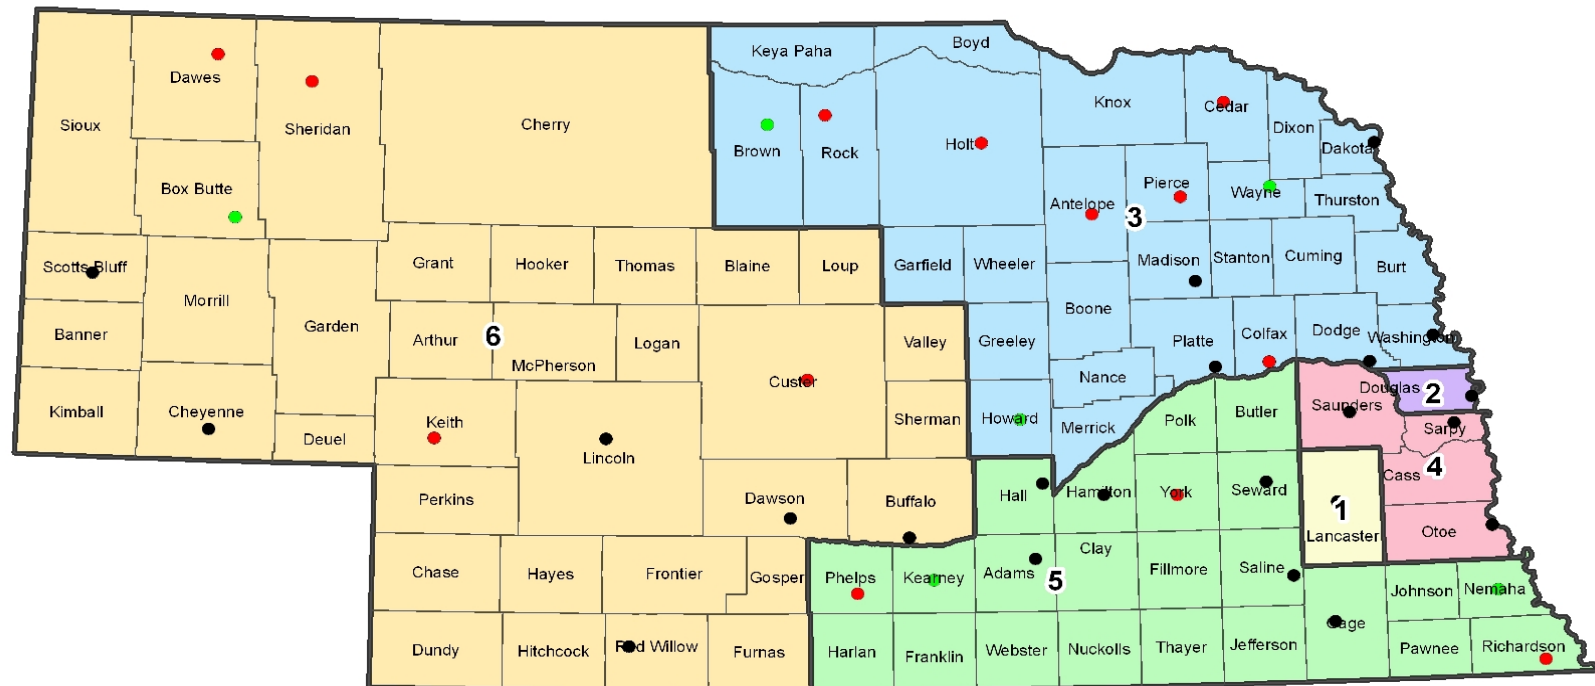 Keya Paha
Boyd
Dawes
Sioux
Sheridan
Cherry
Knox
Cedar
Dixon
Dakota
Brown
Rock
Holt
Box Butte
Pierce
Wayne
Thurston
Antelope
3
Scotts Bluff
Grant
Hooker
Thomas
Blaine
Loup
Garfield
Wheeler
Madison
Stanton
Cuming
Burt
Morrill
Garden
Boone
Banner
Arthur
6
McPherson
Logan
Valley
Greeley
Platte
Colfax
Dodge
Washington
Custer
Nance
Kimball
Cheyenne
Deuel
Keith
Lincoln
Sherman
Howard
Merrick
Polk
Butler
Saunders
Douglas
2
Sarpy
Perkins
Dawson
Buffalo
Hall
Hamilton
York
Seward
1
Lancaster
Cass
4
Otoe
Chase
Hayes
Frontier
Gosper
Phelps
Kearney
Adams
5
Clay
Fillmore
Saline
Johnson
Nemaha
Dundy
Hitchcock
Red Willow
Furnas
Harlan
Franklin
Webster
Nuckolls
Thayer
Jefferson
Gage
Pawnee
Richardson